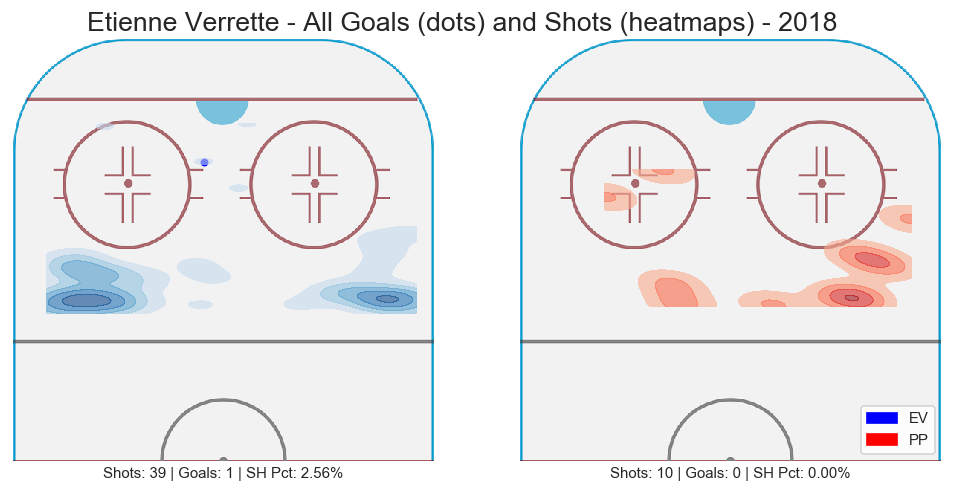 Etienne Verrette - All Goals (dots) and Shots (heatmaps) - 2018
EV
PP
Shots: 39 | Goals: 1 | SH Pct: 2.56%
Shots: 10 | Goals: 0 | SH Pct: 0.00%